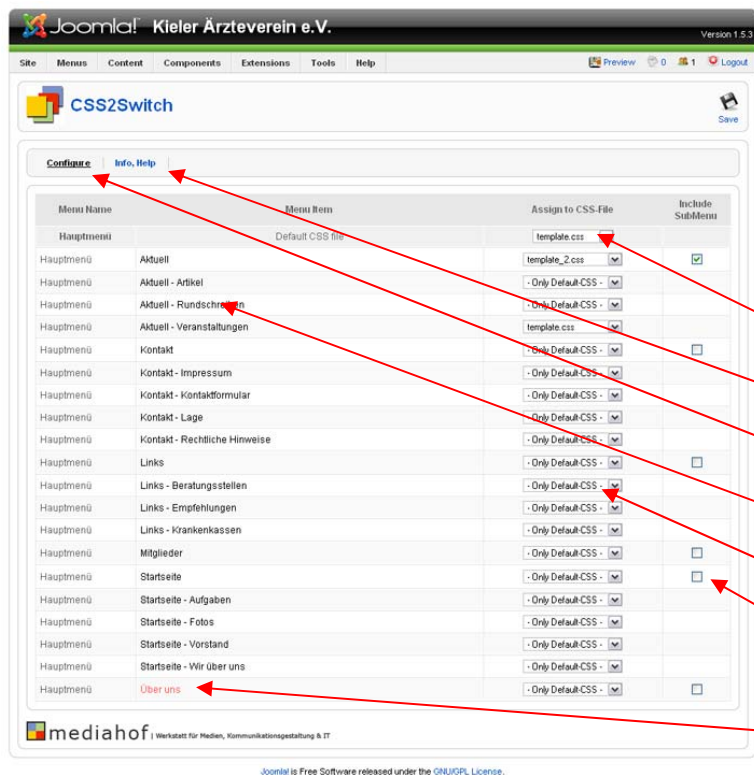 Joomla! Kieler Ärzteverein e.V.
Version 1.5.3
Site Menus Content Components Extensions Tools Help Preview 0 1 Logout
CSS2Switch
Save
Configure Info, Help
Menu Name Menu Item Assign to CSS-File Include SubMenu
Hauptmenü Default CSS file template.css
Hauptmenü Aktuell template_2.css
Hauptmenü Aktuell - Artikel - Only Default-CSS -
Hauptmenü Aktuell - Rundschreiben - Only Default-CSS -
Hauptmenü Aktuell - Veranstaltungen template.css
Hauptmenü Kontakt - Only Default-CSS -
Hauptmenü Kontakt - Impressum - Only Default-CSS -
Hauptmenü Kontakt - Kontaktformular - Only Default-CSS -
Hauptmenü Kontakt - Lage - Only Default-CSS -
Hauptmenü Kontakt - Rechtliche Hinweise - Only Default-CSS -
Hauptmenü Links - Only Default-CSS -
Hauptmenü Links - Beratungsstellen - Only Default-CSS -
Hauptmenü Links - Empfehlungen - Only Default-CSS -
Hauptmenü Links - Krankenkassen - Only Default-CSS -
Hauptmenü Mitglieder - Only Default-CSS -
Hauptmenü Startseite - Only Default-CSS -
Hauptmenü Startseite - Aufgaben - Only Default-CSS -
Hauptmenü Startseite - Fotos - Only Default-CSS -
Hauptmenü Startseite - Vorstand - Only Default-CSS -
Hauptmenü Startseite - Wir über uns - Only Default-CSS -
Hauptmenü Über uns - Only Default-CSS -
mediahof | Werkstatt für Medien, Kommunikationsgestaltung & IT
Joomla! is Free Software released under the GNU/GPL License.